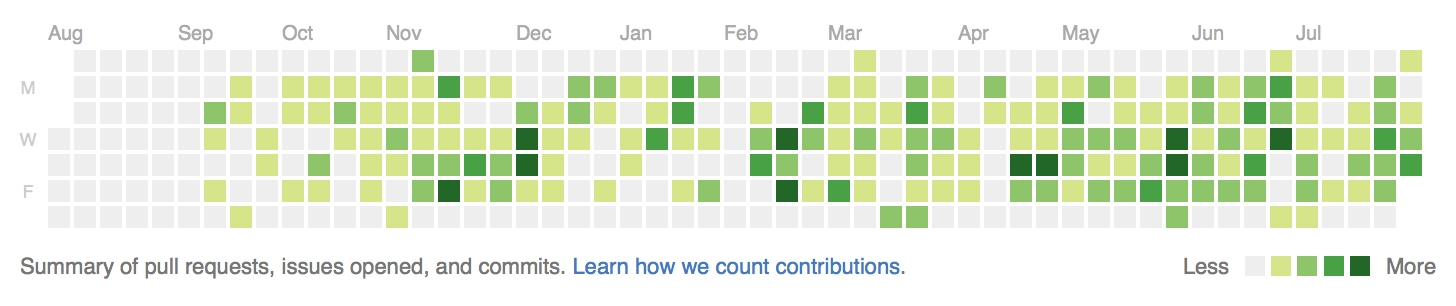 Aug Sep Oct Nov Dec Jan Feb Mar Apr May Jun Jul
M
W
F
Summary of pull requests, issues opened, and commits. Learn how we count contributions. Less More